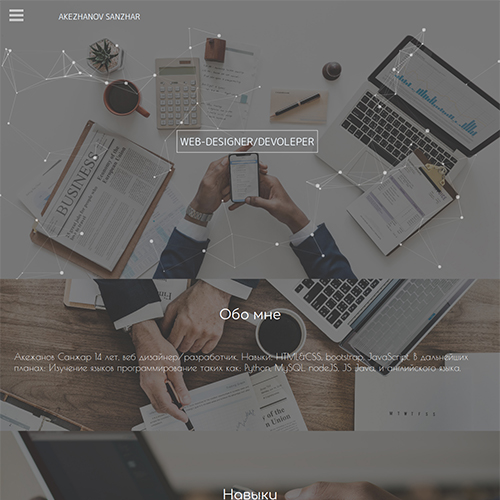 AKEZHANOV SANZHAR
WEB-DESIGNER/DEVOLEPER
BUSINESS
Обо мне
Акежанов Санжар 14 лет, веб дизайнер/разработчик. Навыки: HTML&CSS, bootstrap, JavaScript. В дальнейших
планах: Изучение языков программирование таких как: Python, MySQL, nodeJS, JS Java, и английского языка.
Навыки